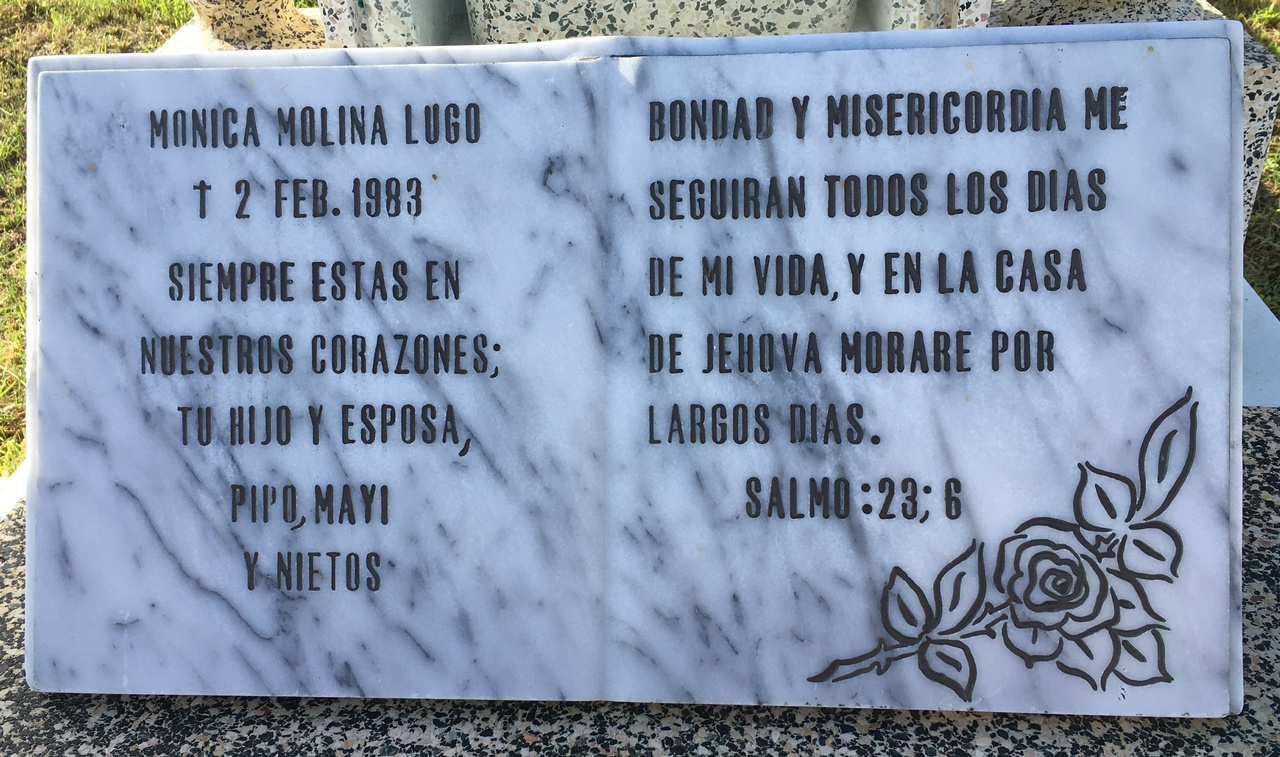 MONICA MOLINA LUGO
† 2 FEB. 1983
SIEMPRE ESTAS EN
NUESTROS CORAZONES;
TU HIJO Y ESPOSA,
PIPO, MAYI
Y NIETOS
BONDAD Y MISERICORDIA ME
SEGUIRAN TODOS LOS DIAS
DE MI VIDA, Y EN LA CASA
DE JEHOVA MORARE POR
LARGOS DIAS.
SALMO : 23; 6